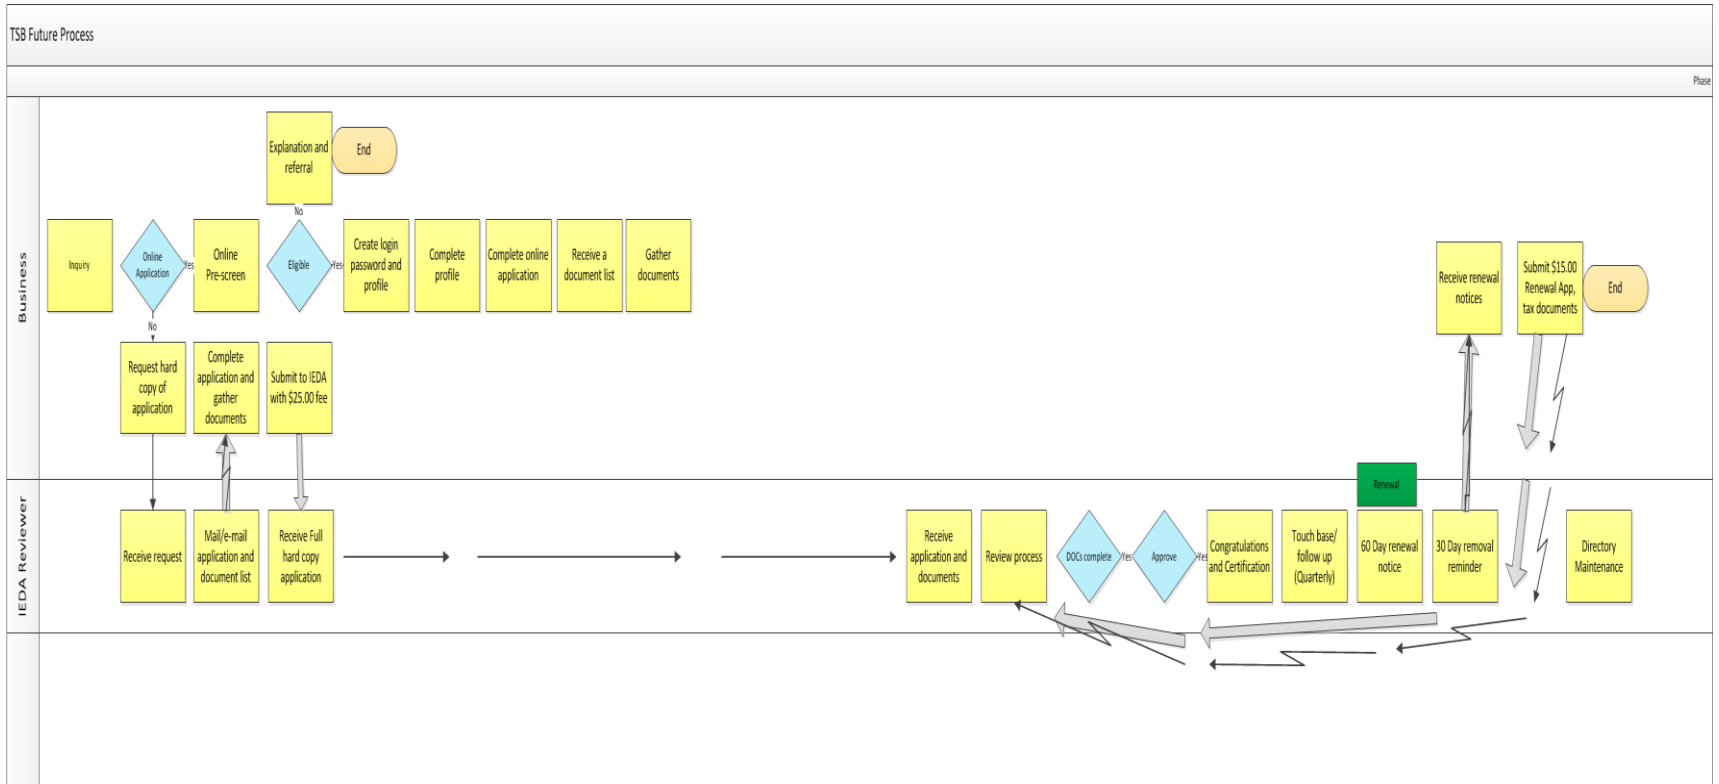 TSB Future Process
Phase
Business
Explanation and
referral
End
No
Inquiry
Online
Application
Yes
Online
Pre-screen
Eligible
Yes
Create login
password and
profile
Complete
profile
Complete online
application
Receive a
document list
Gather
documents
Receive renewal
notices
Submit $15.00
Renewal App,
tax documents
End
No
Request hard
copy of
application
Complete
application and
gather
documents
Submit to IEDA
with $25.00 fee
IEDA Reviewer
Renewal
Receive request
Mail/e-mail
application and
document list
Receive Full
hard copy
application
Receive
application and
documents
Review process
DOCs complete
Yes
Approve
Yes
Congratulations
and Certification
Touch base/
follow up
(Quarterly)
60 Day renewal
notice
30 Day removal
reminder
Directory
Maintenance